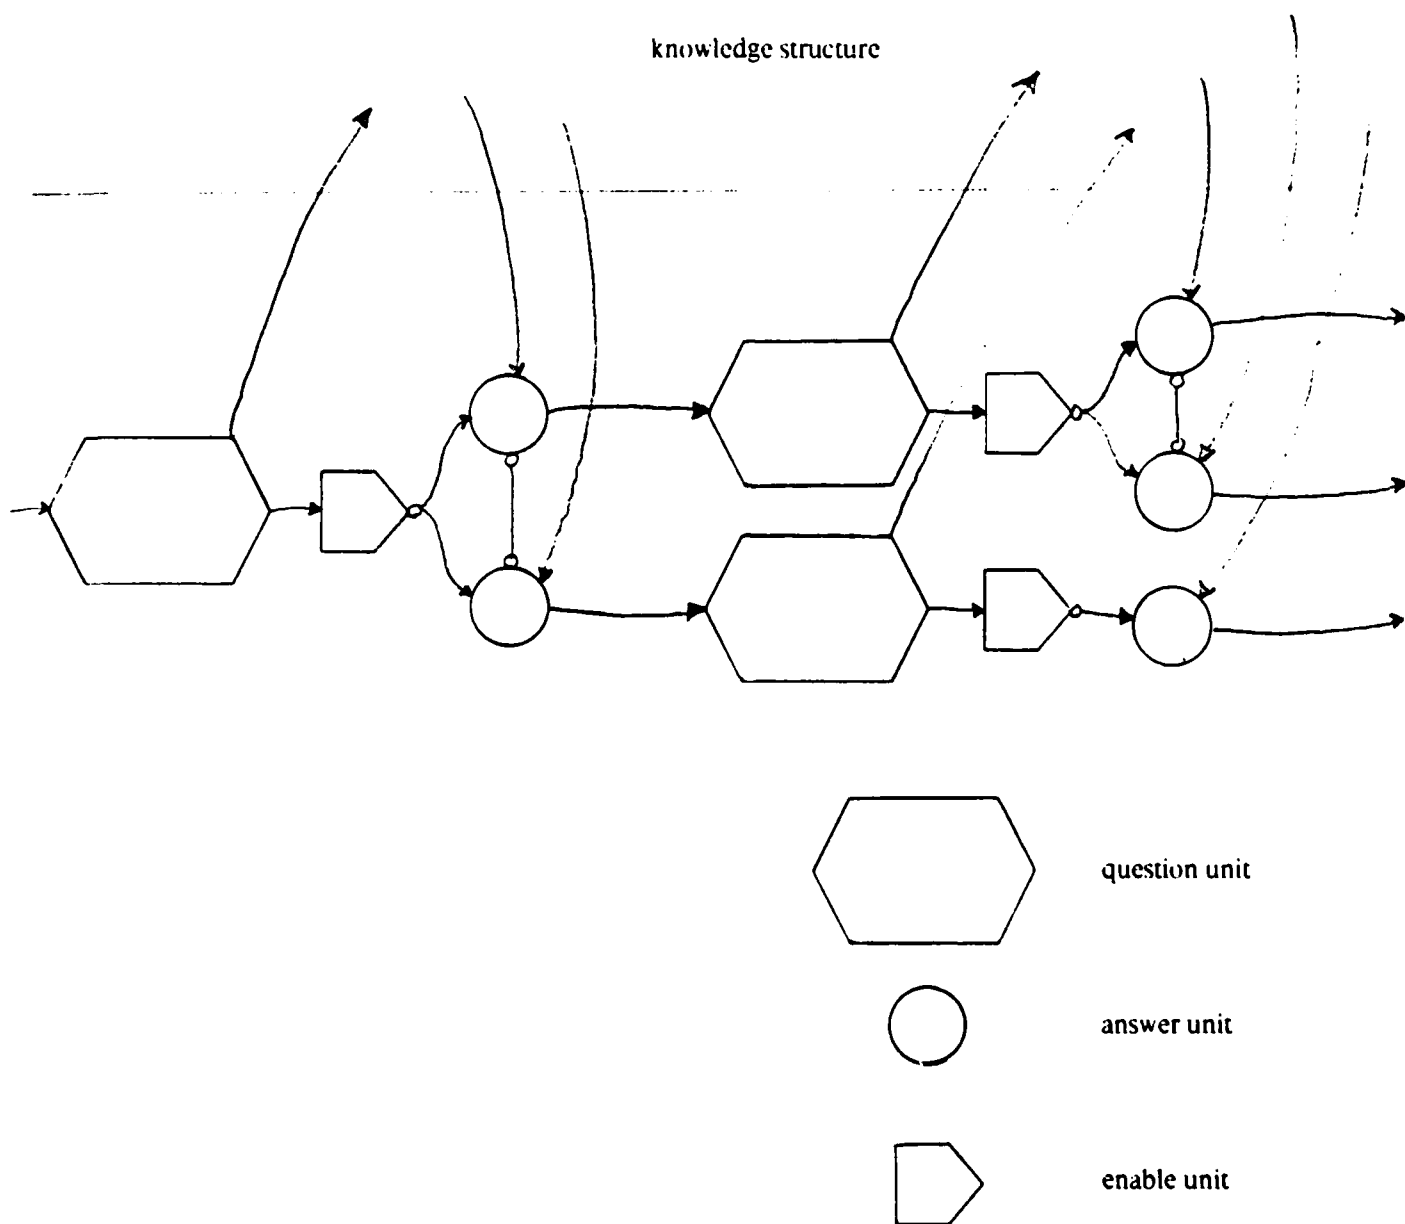 knowledge structure
question unit
answer unit
enable unit